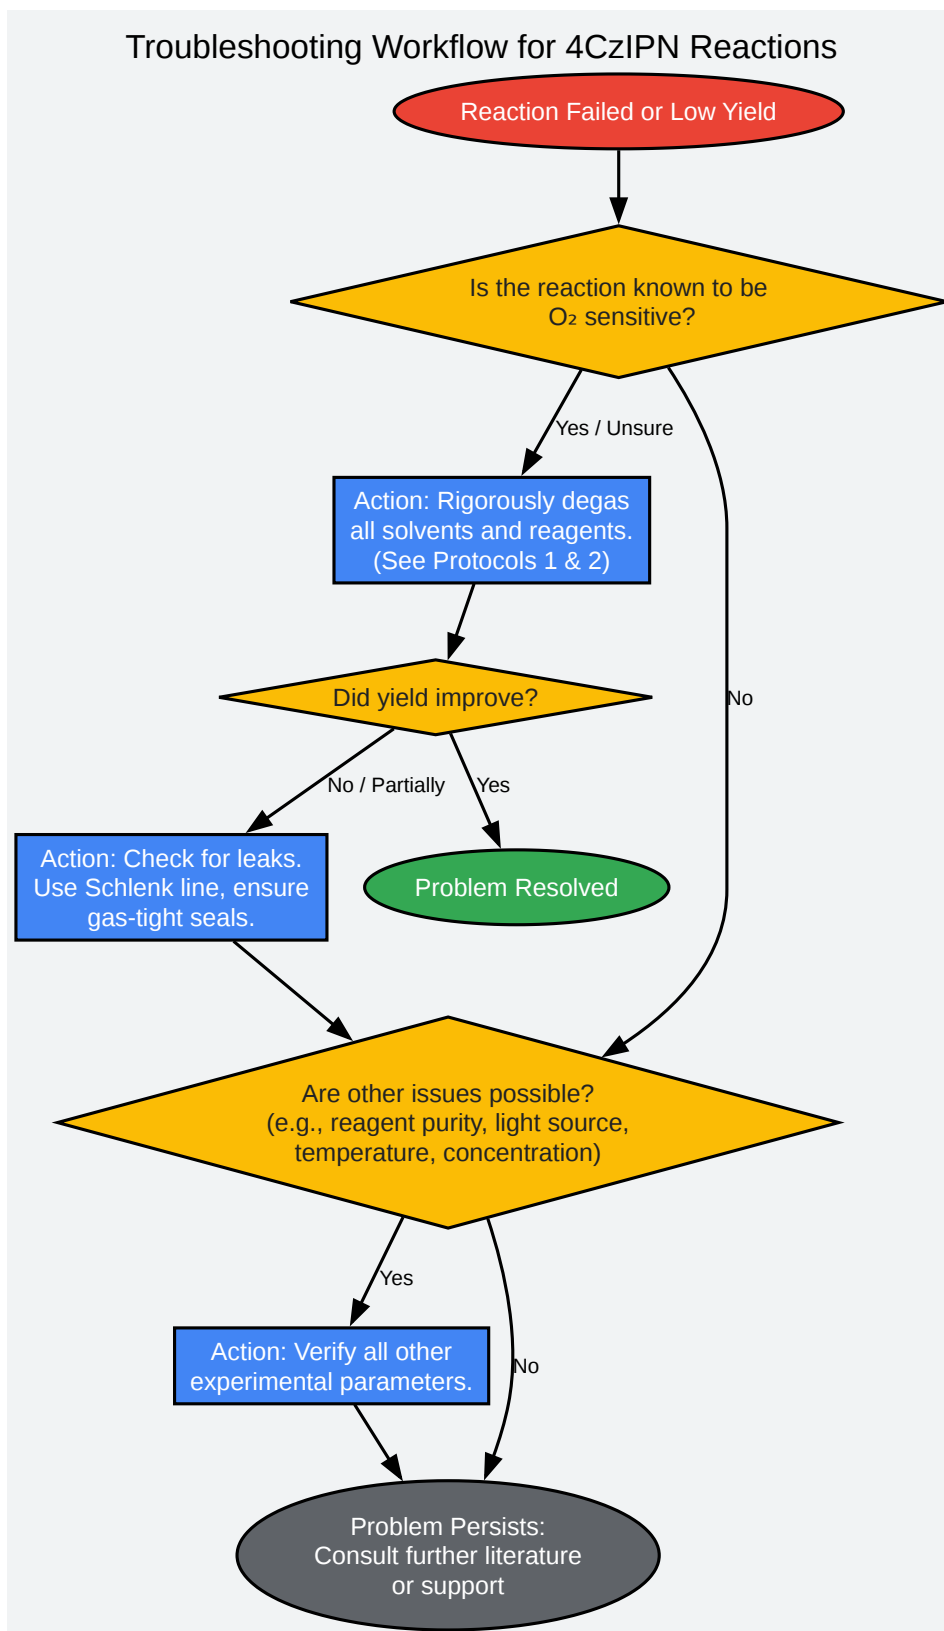 Troubleshooting Workflow for 4CzIPN Reactions
Reaction Failed or Low Yield
Is the reaction known to be
O₂ sensitive?
Yes / Unsure
Action: Rigorously degas
all solvents and reagents.
(See Protocols 1 & 2)
Did yield improve?
No
No / Partially
Yes
Action: Check for leaks.
Use Schlenk line, ensure
gas-tight seals.
Problem Resolved
Are other issues possible?
(e.g., reagent purity, light source,
temperature, concentration)
Yes
Action: Verify all other
experimental parameters.
No
Problem Persists:
Consult further literature
or support